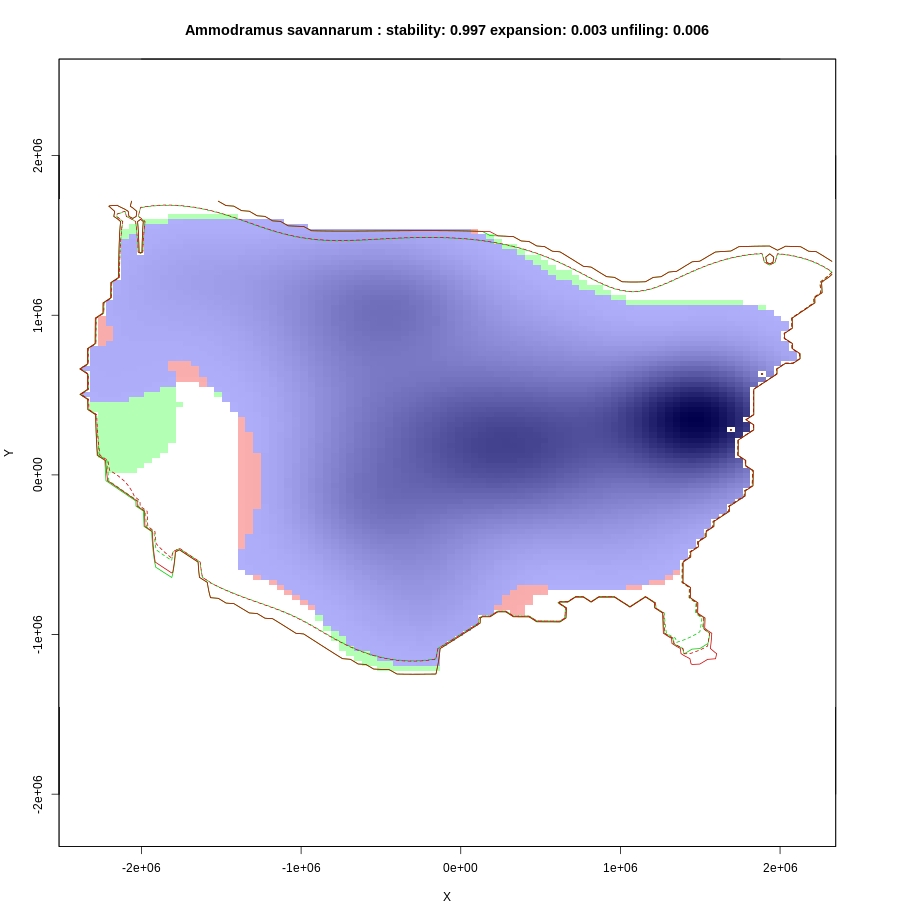 Ammodramus savannarum : stability: 0.997 expansion: 0.003 unfiling: 0.006
2e+06
1e+06
0e+00
-1e+06
-2e+06
Y
-2e+06 -1e+06 0e+00 1e+06 2e+06
X